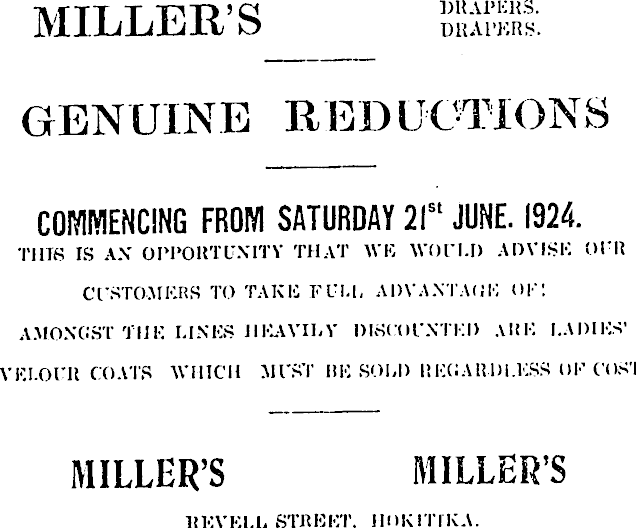 MILLER'S DRAPERS.
DRAPERS.
GENUINE REDUCTIONS
COMMENCING FROM SATURDAY 21st JUNE. 1924.
THIS IS AN OPPORTUNITY THAT WE WOULD ADVISE OUR
CUSTOMERS TO TAKE FULL ADVANTAGE OF!
AMONGST THE LINES HEAVILY DISCOUNTED ARE LADIES'
VELOUR COATS WHICH MUST BE SOLD REGARDLESS OF COST
MILLER'S MILLER'S
REVELL STREET, HOKITIKA.